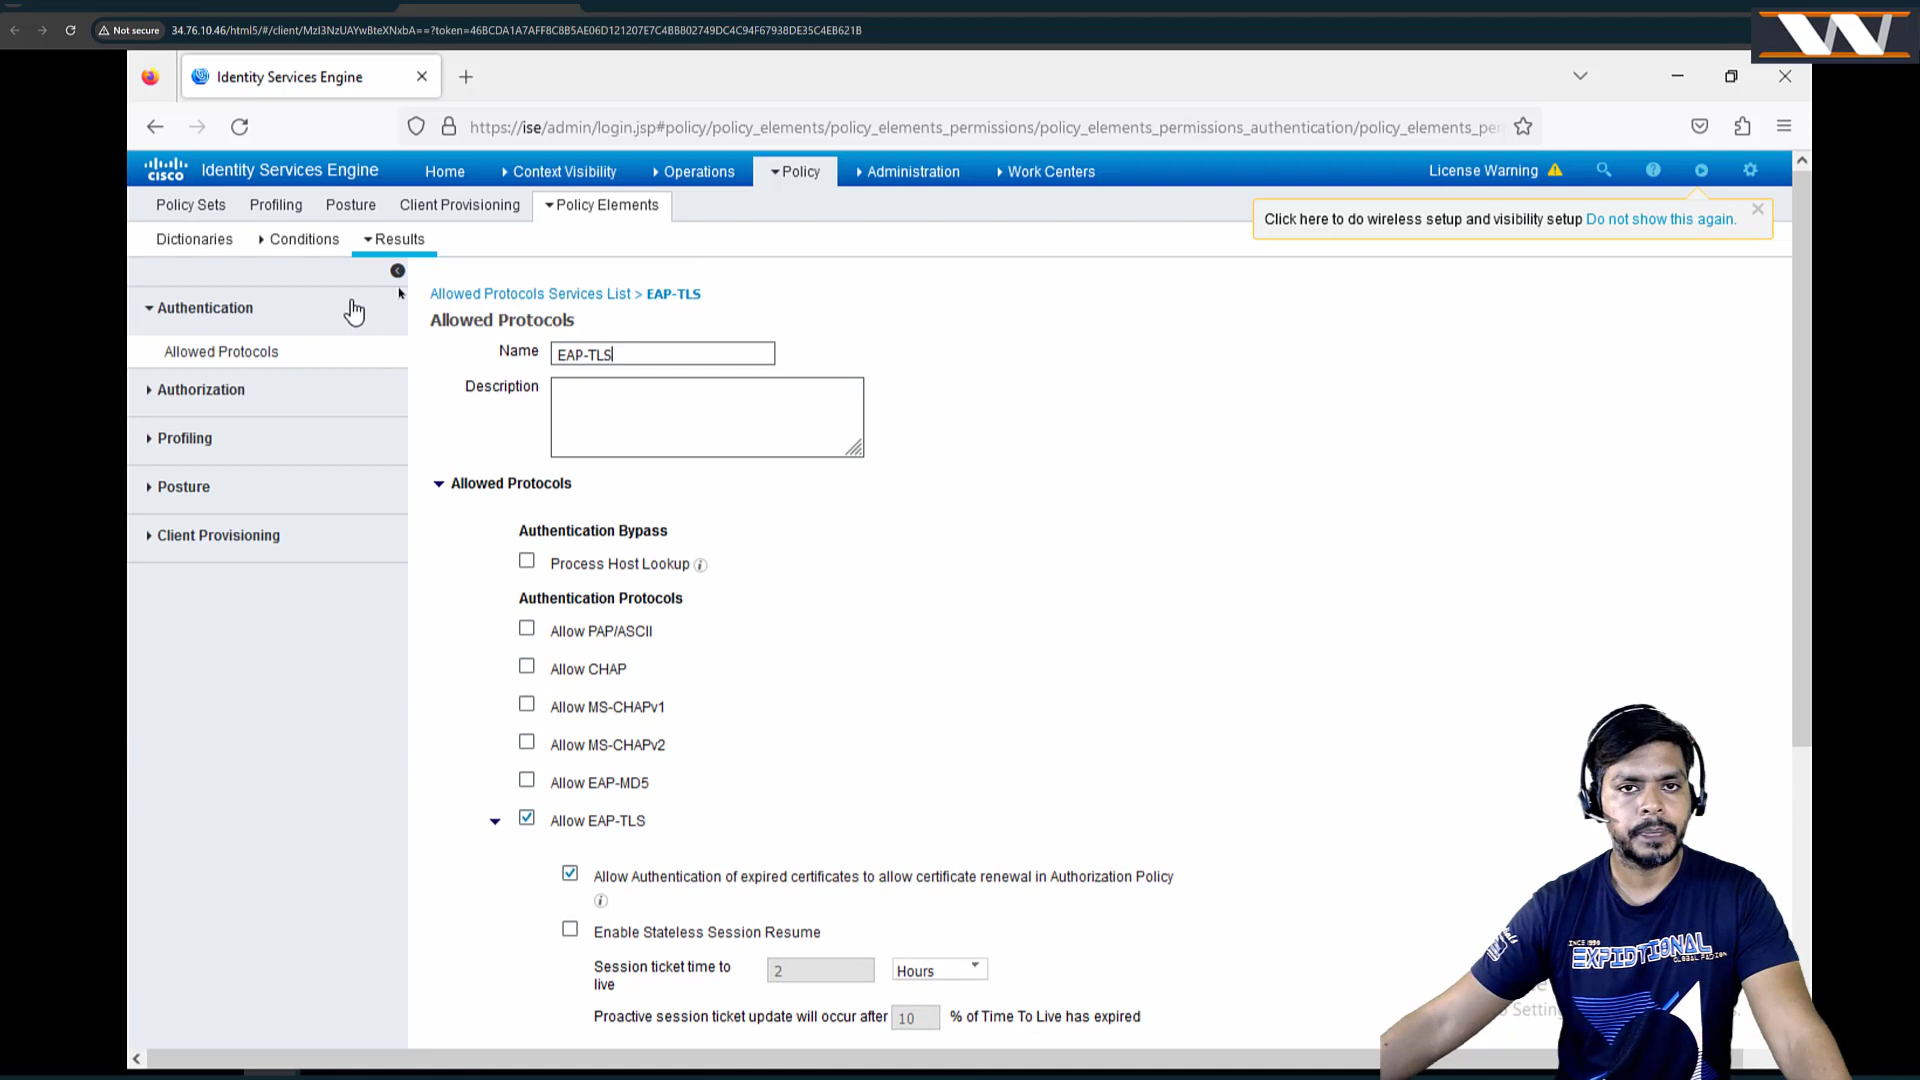 Not secure 34.76.10.46/html5/#/client/MzI3NzUAYwBteXNxbA==?token=46BCDA1A7AFF8C8B5AE06D121207E7C4BB802749DC4C94F67938DE35C4EB621B
Identity Services Engine
https://ise/admin/login.jsp#policy/policy_elements/policy_elements_permissions/policy_elements_permissions_authentication/policy_elements_per
CISCO Identity Services Engine Home Context Visibility Operations Policy Administration Work Centers License Warning
Policy Sets Profiling Posture Client Provisioning Policy Elements
Click here to do wireless setup and visibility setup Do not show this again.
Dictionaries Conditions Results
Authentication
Allowed Protocols
Authorization
Profiling
Posture
Client Provisioning
Allowed Protocols Services List > EAP-TLS
Allowed Protocols
Name EAP-TLS
Description
Allowed Protocols
Authentication Bypass
Process Host Lookup
Authentication Protocols
Allow PAP/ASCII
Allow CHAP
Allow MS-CHAPv1
Allow MS-CHAPv2
Allow EAP-MD5
Allow EAP-TLS
Allow Authentication of expired certificates to allow certificate renewal in Authorization Policy
Enable Stateless Session Resume
Session ticket time to live 2 Hours
Proactive session ticket update will occur after 10 % of Time To Live has expired
SINCE 1990
EXPIDTIONAL